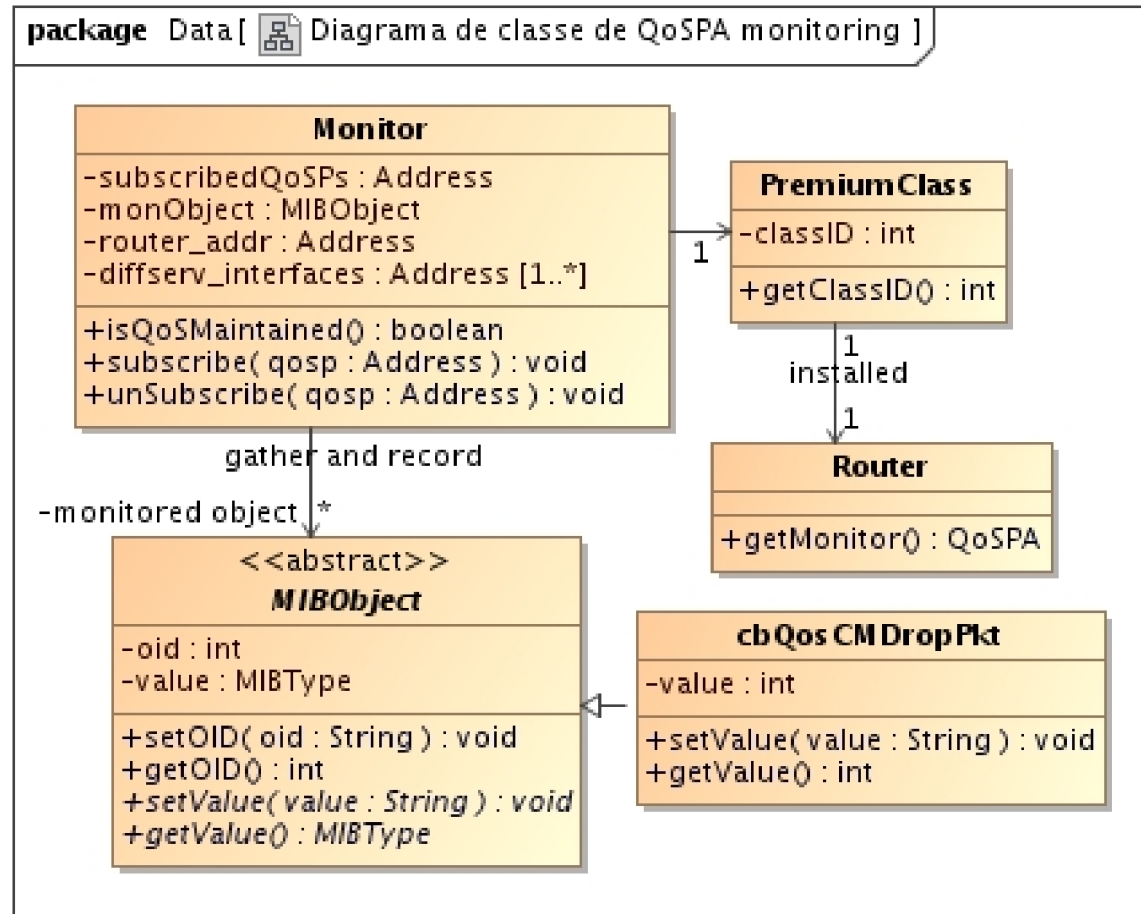 package Data [ Diagrama de classe de QoSPA monitoring ]
Monitor
-subscribedQoSPs : Address
-monObject : MIBObject
-router_addr : Address
-diffserv_interfaces : Address [1..*]
+isQoSMaintained() : boolean
+subscribe( qosp : Address ) : void
+unSubscribe( qosp : Address ) : void
1
PremiumClass
-classID : int
+getClassID() : int
1
installed
1
Router
+getMonitor() : QoSPA
gather and record
-monitored object *
<<abstract>>
MIBObject
-oid : int
-value : MIBType
+setOID( oid : String ) : void
+getOID() : int
+setValue( value : String ) : void
+getValue() : MIBType
cbQosCMDropPkt
-value : int
+setValue( value : String ) : void
+getValue() : int